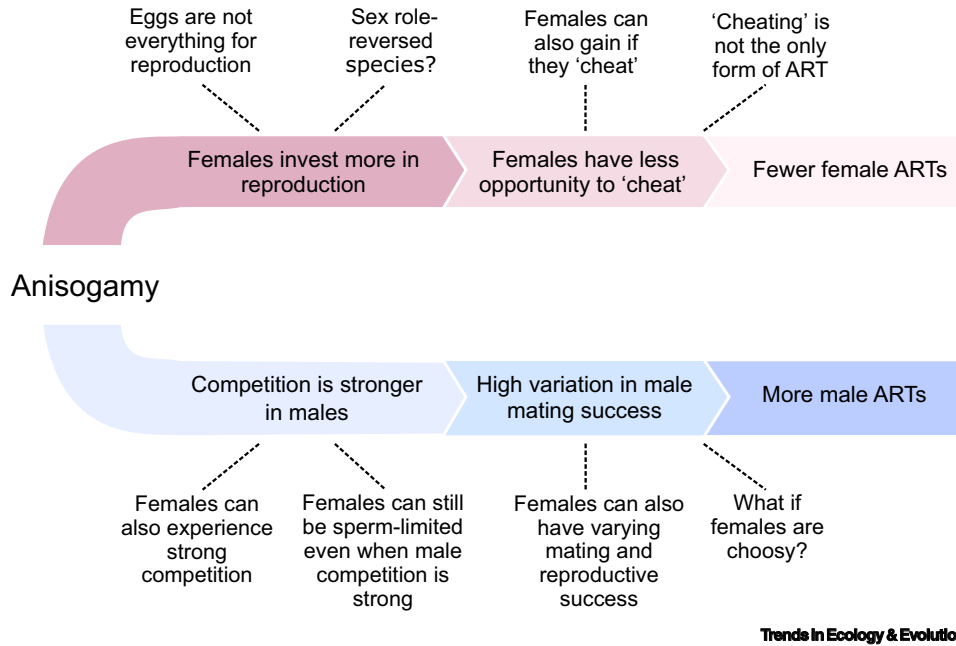 Eggs are not
everything for
reproduction
Sex role-
reversed
species?
Females can
also gain if
they ‘cheat’
‘Cheating’ is
not the only
form of ART
Females invest more in
reproduction
Females have less
opportunity to ‘cheat’
Fewer female ARTs
Anisogamy
Competition is stronger
in males
High variation in male
mating success
More male ARTs
Females can
also experience
strong
competition
Females can still
be sperm-limited
even when male
competition is
strong
Females can also
have varying
mating and
reproductive
success
What if
females are
choosy?
Trends in Ecology & Evolutio